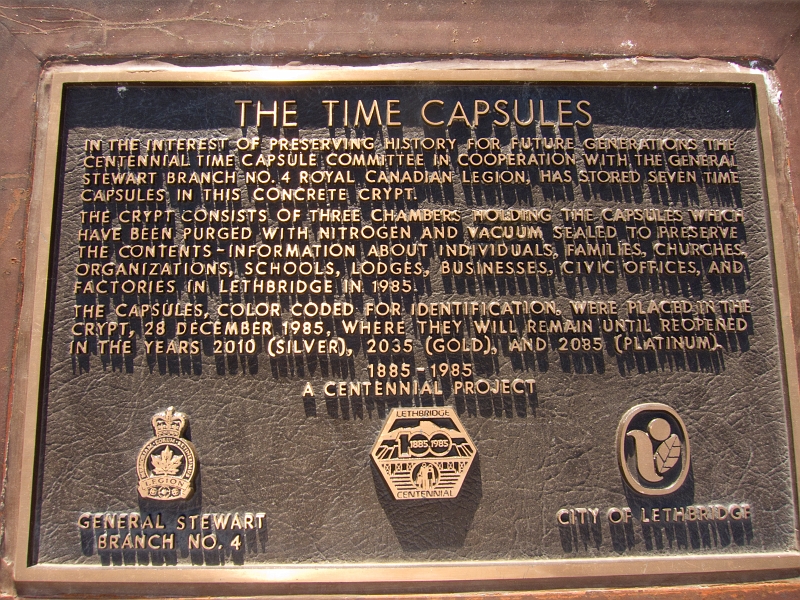 THE TIME CAPSULES
IN THE INTEREST OF PRESERVING HISTORY FOR FUTURE GENERATIONS THE
CENTENNIAL TIME CAPSULE COMMITTEE IN COOPERATION WITH THE GENERAL
STEWART BRANCH NO. 4 ROYAL CANADIAN LEGION, HAS STORED SEVEN TIME
CAPSULES IN THIS CONCRETE CRYPT.
THE CRYPT CONSISTS OF THREE CHAMBERS HOLDING THE CAPSULES WHICH
HAVE BEEN PURGED WITH NITROGEN AND VACUUM SEALED TO PRESERVE
THE CONTENTS-INFORMATION ABOUT INDIVIDUALS, FAMILIES, CHURCHES,
ORGANIZATIONS, SCHOOLS, LODGES, BUSINESSES, CIVIC OFFICES, AND
FACTORIES IN LETHBRIDGE IN 1985.
THE CAPSULES, COLOR CODED FOR IDENTIFICATION, WERE PLACED IN THE
CRYPT, 28 DECEMBER 1985, WHERE THEY WILL REMAIN UNTIL REOPENED
IN THE YEARS 2010 (SILVER), 2035 (GOLD), AND 2085 (PLATINUM).
1885-1985
A CENTENNIAL PROJECT
LEGION
GENERAL STEWART
BRANCH NO. 4
LETHBRIDGE
100
1885 1985
CENTENNIAL
CITY OF LETHBRIDGE